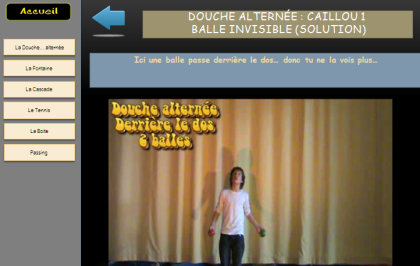 Accueil
DOUCHE ALTERNÉE : CAILLOU 1
BALLE INVISIBLE (SOLUTION)
La Douche... alternée
La Fontaine
La Cascade
Le Tennis
La Boite
Passing
Ici une balle passe derrière le dos... donc tu ne la vois plus...
Douche alternée
Derrière le dos
2 balles